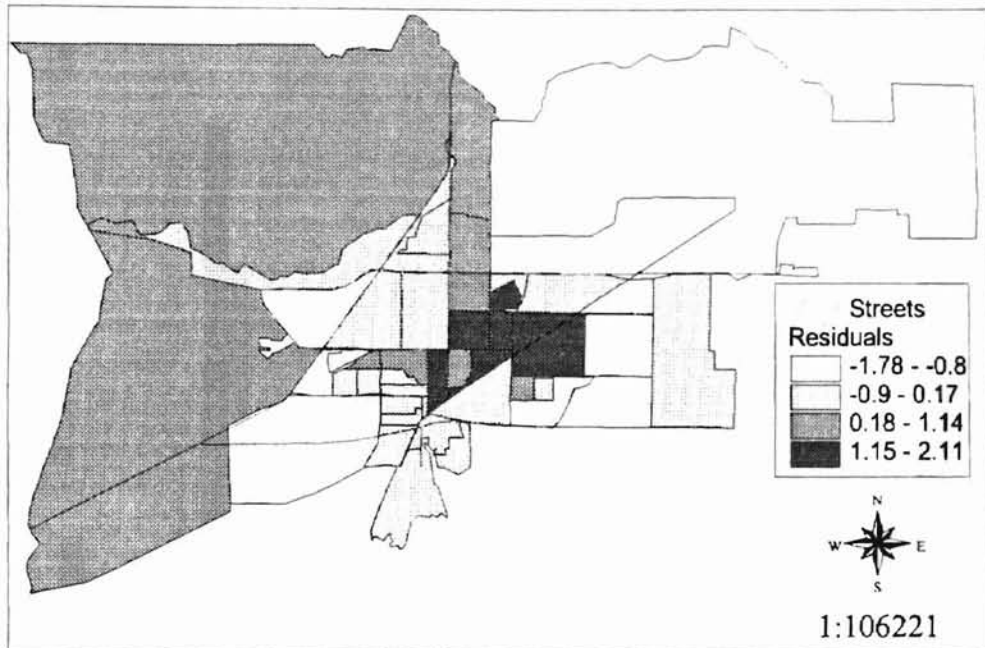 Streets
Residuals
-1.78 - -0.8
-0.9 - 0.17
0.18 - 1.14
1.15 - 2.11
N
W E
S
1:106221